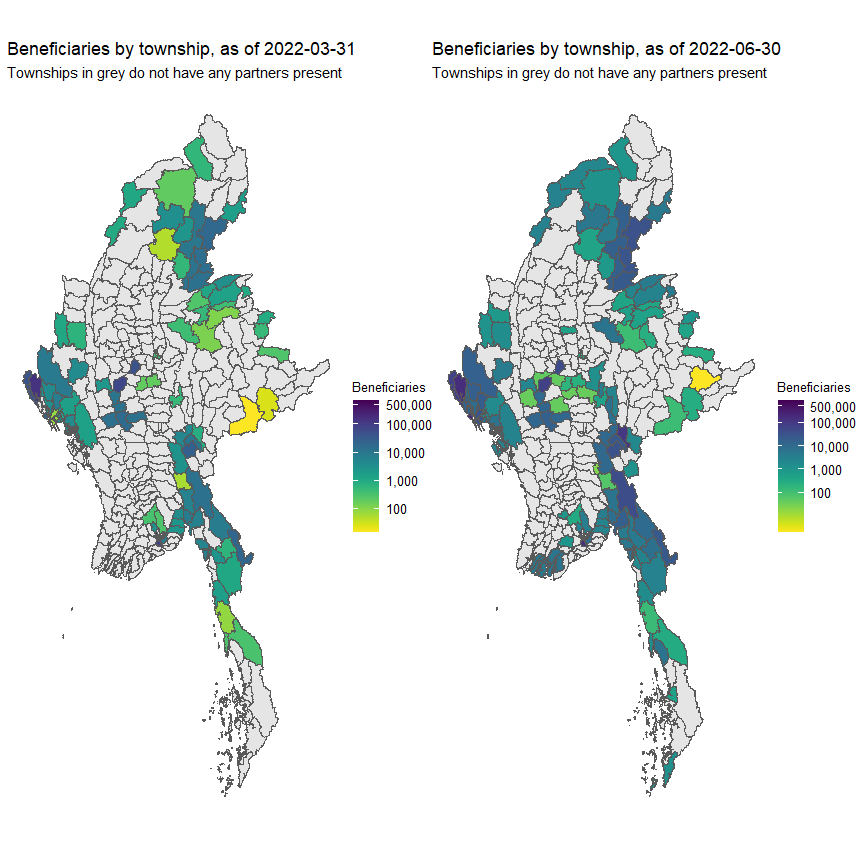 Beneficiaries by township, as of 2022-03-31
Townships in grey do not have any partners present
Beneficiaries
500,000
100,000
10,000
1,000
100
Beneficiaries by township, as of 2022-06-30
Townships in grey do not have any partners present
Beneficiaries
500,000
100,000
10,000
1,000
100